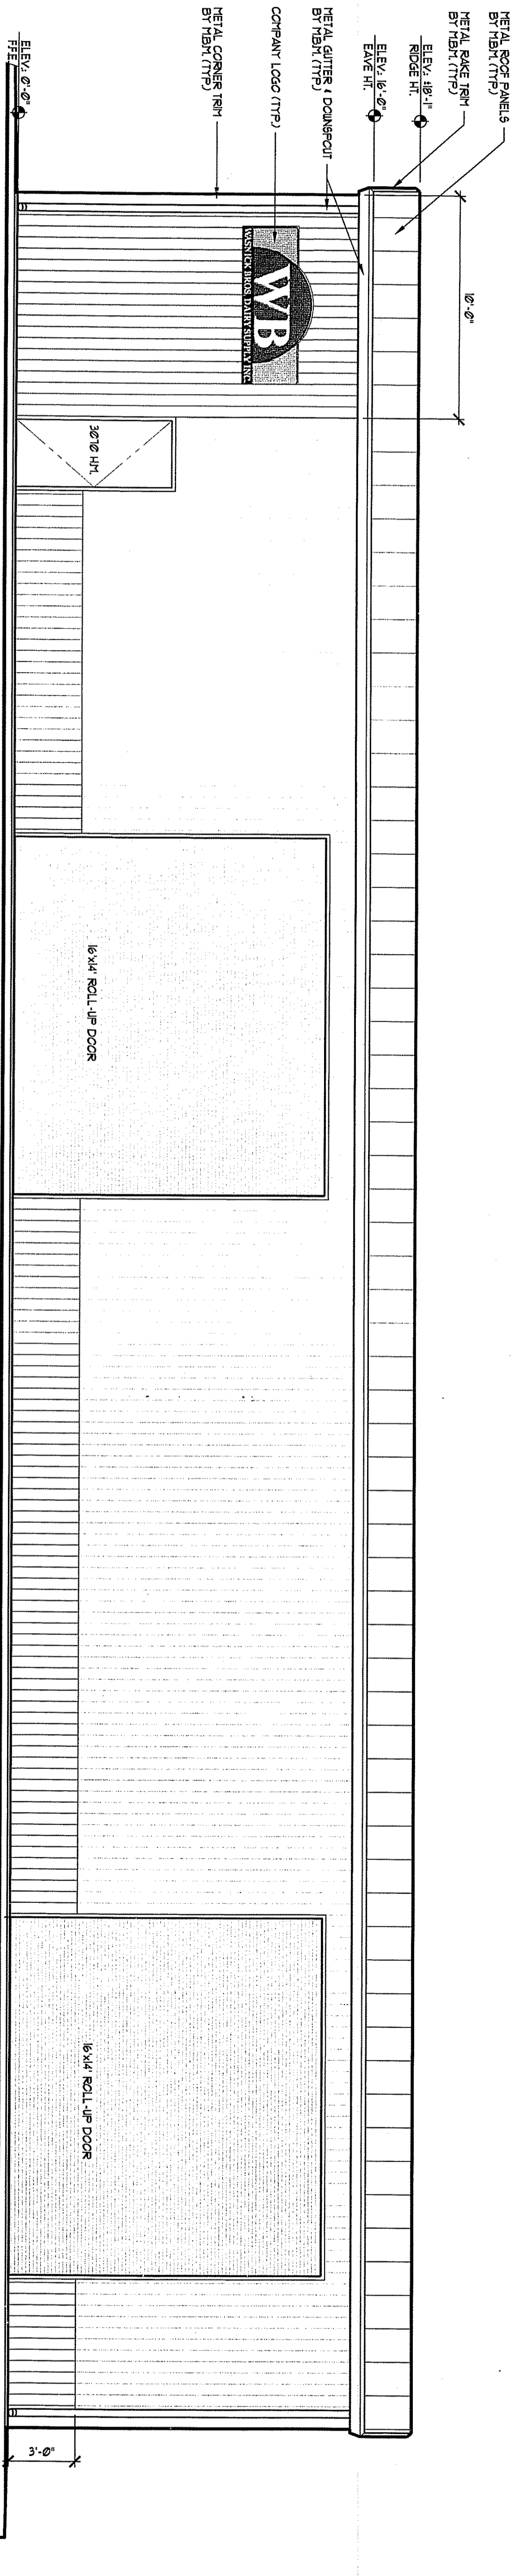 METAL ROOF PANELS
BY M.B.M. (TYP.)
METAL RAKE TRIM
BY M.B.M. (TYP.)
ELEV: ±18'-1"
RIDGE HT.
ELEV: 16'-0"
EAVE HT.
METAL GUTTER & DOWNSPOUT
BY M.B.M. (TYP.)
COMPANY LOGO (TYP.)
METAL CORNER TRIM
BY M.B.M. (TYP.)
ELEV: 0'-0"
F.F.E.
10'-0"
WB
BROS. DAIRY SUPPLY INC.
3070 H.M.
16'x14' ROLL-UP DOOR
16'x14' ROLL-UP DOOR
3'-0"